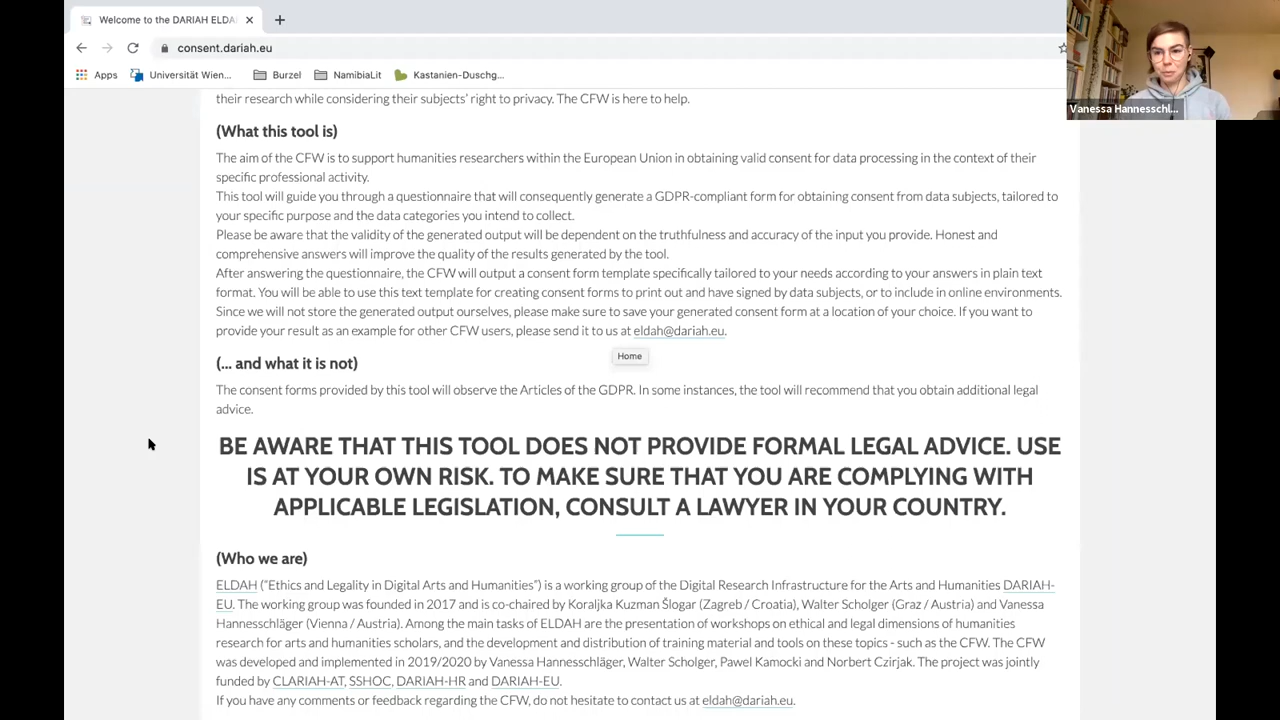 Welcome to the DARIAH ELDA
consent.dariah.eu
Apps
Universität Wien...
Burzel
NamibiaLit
Kastanien-Duschg...
Vanessa Hannesschl...
their research while considering their subjects' right to privacy. The CFW is here to help.
(What this tool is)
The aim of the CFW is to support humanities researchers within the European Union in obtaining valid consent for data processing in the context of their
specific professional activity.
This tool will guide you through a questionnaire that will consequently generate a GDPR-compliant form for obtaining consent from data subjects, tailored to
your specific purpose and the data categories you intend to collect.
Please be aware that the validity of the generated output will be dependent on the truthfulness and accuracy of the input you provide. Honest and
comprehensive answers will improve the quality of the results generated by the tool.
After answering the questionnaire, the CFW will output a consent form template specifically tailored to your needs according to your answers in plain text
format. You will be able to use this text template for creating consent forms to print out and have signed by data subjects, or to include in online environments.
Since we will not store the generated output ourselves, please make sure to save your generated consent form at a location of your choice. If you want to
provide your result as an example for other CFW users, please send it to us at eldah@dariah.eu.
Home
(... and what it is not)
The consent forms provided by this tool will observe the Articles of the GDPR. In some instances, the tool will recommend that you obtain additional legal
advice.
BE AWARE THAT THIS TOOL DOES NOT PROVIDE FORMAL LEGAL ADVICE. USE
IS AT YOUR OWN RISK. TO MAKE SURE THAT YOU ARE COMPLYING WITH
APPLICABLE LEGISLATION, CONSULT A LAWYER IN YOUR COUNTRY.
(Who we are)
ELDAH ("Ethics and Legality in Digital Arts and Humanities") is a working group of the Digital Research Infrastructure for the Arts and Humanities DARIAH-
EU. The working group was founded in 2017 and is co-chaired by Koraljka Kuzman Šlogar (Zagreb / Croatia), Walter Scholger (Graz / Austria) and Vanessa
Hannesschläger (Vienna / Austria). Among the main tasks of ELDAH are the presentation of workshops on ethical and legal dimensions of humanities
research for arts and humanities scholars, and the development and distribution of training material and tools on these topics - such as the CFW. The CFW
was developed and implemented in 2019/2020 by Vanessa Hannesschläger, Walter Scholger, Pawel Kamocki and Norbert Czirjak. The project was jointly
funded by CLARIAH-AT, SSHOC, DARIAH-HR and DARIAH-EU.
If you have any comments or feedback regarding the CFW, do not hesitate to contact us at eldah@dariah.eu.